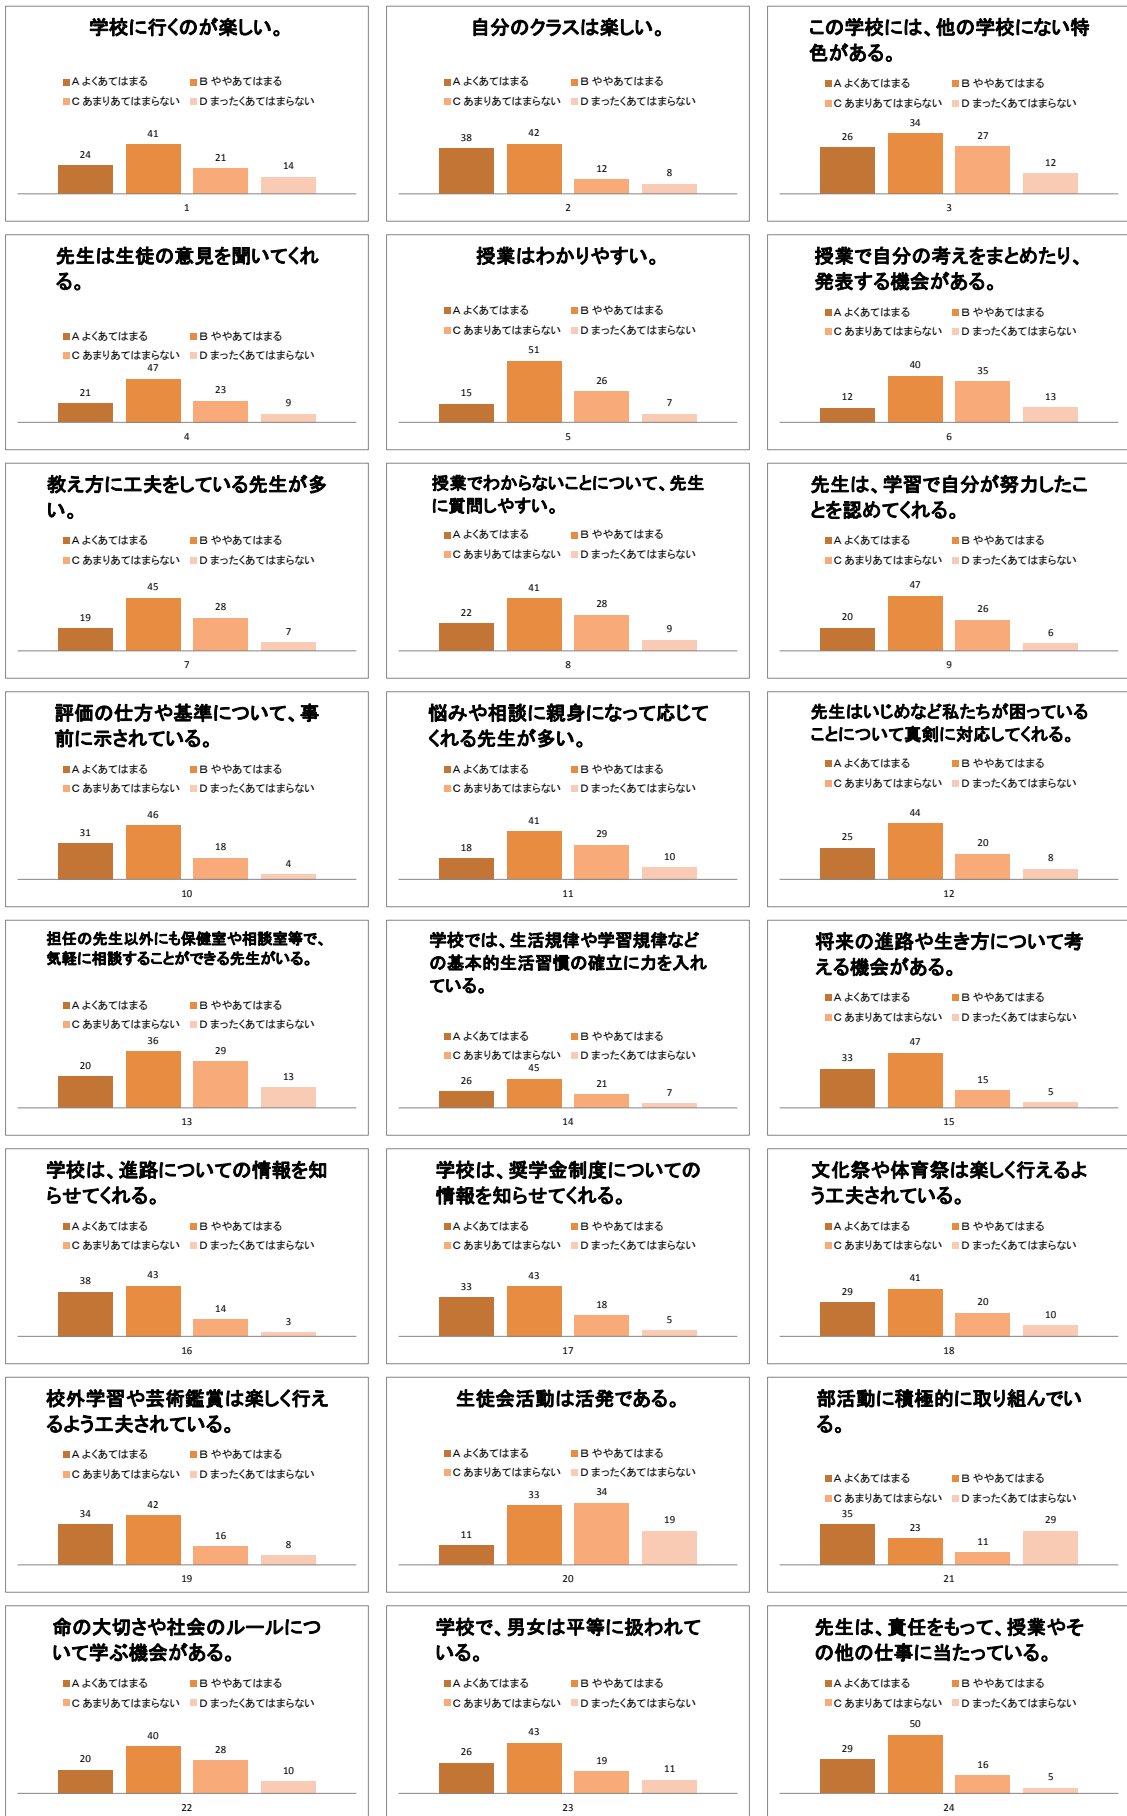 学校に行くのが楽しい。
■A よくあてはまる ■B ややあてはまる
■C あまりあてはまらない ■D まったくあてはまらない
24 41 21 14
1
自分のクラスは楽しい。
■A よくあてはまる ■B ややあてはまる
■C あまりあてはまらない ■D まったくあてはまらない
38 42 12 8
2
この学校には、他の学校にない特
色がある。
■A よくあてはまる ■B ややあてはまる
■C あまりあてはまらない ■D まったくあてはまらない
26 34 27 12
3
先生は生徒の意見を聞いてくれ
る。
■A よくあてはまる ■B ややあてはまる
■C あまりあてはまらない ■D まったくあてはまらない
21 47 23 9
4
授業はわかりやすい。
■A よくあてはまる ■B ややあてはまる
■C あまりあてはまらない ■D まったくあてはまらない
15 51 26 7
5
授業で自分の考えをまとめたり、
発表する機会がある。
■A よくあてはまる ■B ややあてはまる
■C あまりあてはまらない ■D まったくあてはまらない
12 40 35 13
6
教え方に工夫をしている先生が多
い。
■A よくあてはまる ■B ややあてはまる
■C あまりあてはまらない ■D まったくあてはまらない
19 45 28 7
7
授業でわからないことについて、先生
に質問しやすい。
■A よくあてはまる ■B ややあてはまる
■C あまりあてはまらない ■D まったくあてはまらない
22 41 28 9
8
先生は、学習で自分が努力したこ
とを認めてくれる。
■A よくあてはまる ■B ややあてはまる
■C あまりあてはまらない ■D まったくあてはまらない
20 47 26 6
9
評価の仕方や基準について、事
前に示されている。
■A よくあてはまる ■B ややあてはまる
■C あまりあてはまらない ■D まったくあてはまらない
31 46 18 4
10
悩みや相談に親身になって応じて
くれる先生が多い。
■A よくあてはまる ■B ややあてはまる
■C あまりあてはまらない ■D まったくあてはまらない
18 41 29 10
11
先生はいじめなど私たちが困っている
ことについて真剣に対応してくれる。
■A よくあてはまる ■B ややあてはまる
■C あまりあてはまらない ■D まったくあてはまらない
25 44 20 8
12
担任の先生以外にも保健室や相談室等で、
気軽に相談することができる先生がいる。
■A よくあてはまる ■B ややあてはまる
■C あまりあてはまらない ■D まったくあてはまらない
20 36 29 13
13
学校では、生活規律や学習規律など
の基本的生活習慣の確立に力を入れ
ている。
■A よくあてはまる ■B ややあてはまる
■C あまりあてはまらない ■D まったくあてはまらない
26 45 21 7
14
将来の進路や生き方について考
える機会がある。
■A よくあてはまる ■B ややあてはまる
■C あまりあてはまらない ■D まったくあてはまらない
33 47 15 5
15
学校は、進路についての情報を知
らせてくれる。
■A よくあてはまる ■B ややあてはまる
■C あまりあてはまらない ■D まったくあてはまらない
38 43 14 3
16
学校は、奨学金制度についての
情報を知らせてくれる。
■A よくあてはまる ■B ややあてはまる
■C あまりあてはまらない ■D まったくあてはまらない
33 43 18 5
17
文化祭や体育祭は楽しく行えるよ
う工夫されている。
■A よくあてはまる ■B ややあてはまる
■C あまりあてはまらない ■D まったくあてはまらない
29 41 20 10
18
校外学習や芸術鑑賞は楽しく行え
るよう工夫されている。
■A よくあてはまる ■B ややあてはまる
■C あまりあてはまらない ■D まったくあてはまらない
34 42 16 8
19
生徒会活動は活発である。
■A よくあてはまる ■B ややあてはまる
■C あまりあてはまらない ■D まったくあてはまらない
11 33 34 19
20
部活動に積極的に取り組んでい
る。
■A よくあてはまる ■B ややあてはまる
■C あまりあてはまらない ■D まったくあてはまらない
35 23 11 29
21
命の大切さや社会のルールにつ
いて学ぶ機会がある。
■A よくあてはまる ■B ややあてはまる
■C あまりあてはまらない ■D まったくあてはまらない
20 40 28 10
22
学校で、男女は平等に扱われて
いる。
■A よくあてはまる ■B ややあてはまる
■C あまりあてはまらない ■D まったくあてはまらない
26 43 19 11
23
先生は、責任をもって、授業やそ
の他の仕事に当たっている。
■A よくあてはまる ■B ややあてはまる
■C あまりあてはまらない ■D まったくあてはまらない
29 50 16 5
24